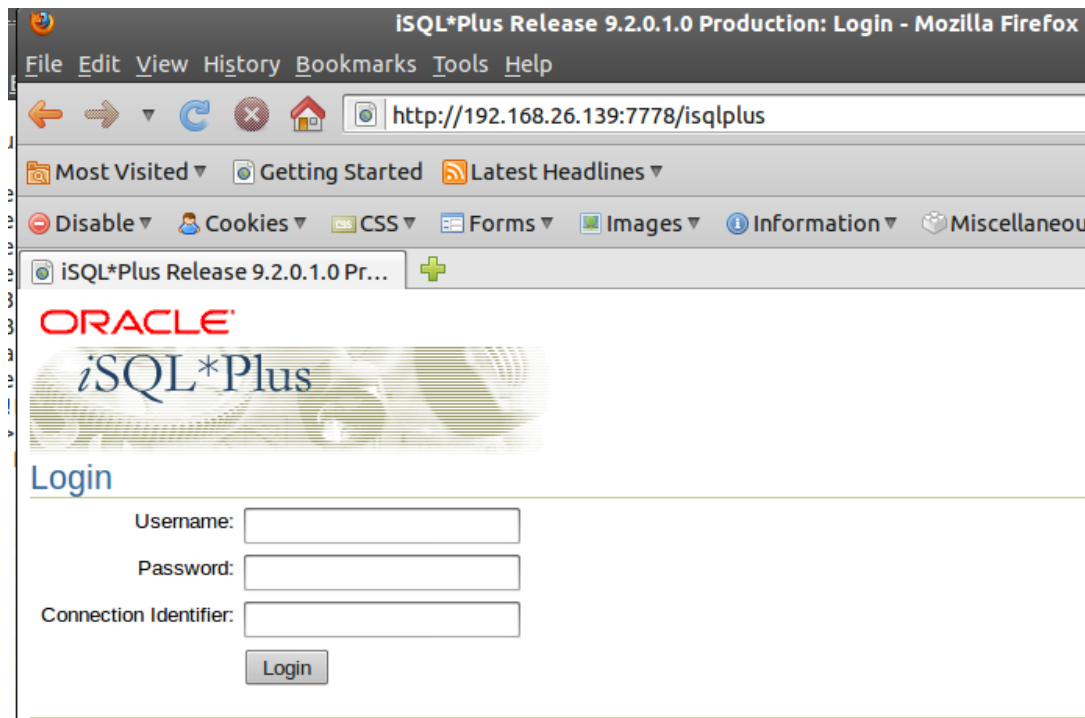 iSQL*Plus Release 9.2.0.1.0 Production: Login - Mozilla Firefox
File Edit View History Bookmarks Tools Help
http://192.168.26.139:7778/isqlplus
Most Visited Getting Started Latest Headlines
Disable Cookies CSS CSS Forms Images Information Miscellaneou
iSQL*Plus Release 9.2.0.1.0 Pr...
ORACLE
iSQL*Plus
Login
Username:
Password:
Connection Identifier:
Login